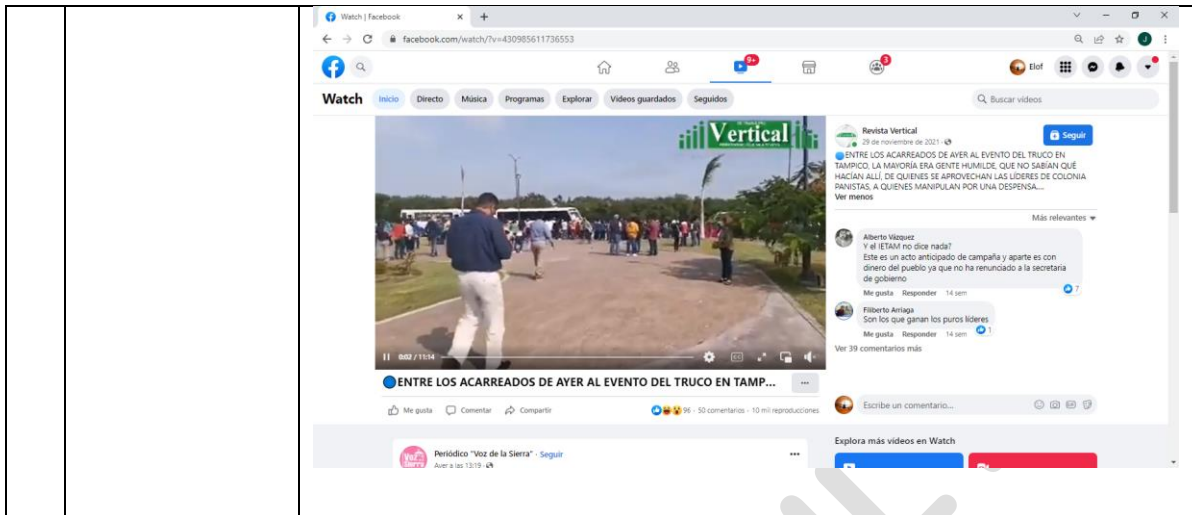 Watch | Facebook
facebook.com/watch/?v=430985611736553
9+
3
Elof
Watch
Inicio
Directo
Música
Programas
Explorar
Videos guardados
Seguidos
Buscar videos
Vertical
Revista Vertical
29 de noviembre de 2021
Seguir
ENTRE LOS ACARREADOS DE AYER AL EVENTO DEL TRUCO EN
TAMPICO, LA MAYORÍA ERA GENTE HUMILDE, QUE NO SABÍAN QUÉ
HACÍAN ALLÍ, DE QUIENES SE APROVECHAN LAS LÍDERES DE COLONIA
PANISTAS, A QUIENES MANIPULAN POR UNA DESPENSA....
Ver menos
Más relevantes
Alberto Vázquez
Y el IETAM no dice nada?
Este es un acto anticipado de campaña y aparte es con
dinero del pueblo ya que no ha renunciado a la secretaria
de gobierno
Me gusta Responder 14 sem
7
Filiberto Arriaga
Son los que ganan los puros líderes
Me gusta Responder 14 sem
1
Ver 39 comentarios más
0:02 / 11:14
ENTRE LOS ACARREADOS DE AYER AL EVENTO DEL TRUCO EN TAMP...
Me gusta
Comentar
Compartir
96 · 50 comentarios · 10 mil reproducciones
Escribe un comentario...
Periódico "Voz de la Sierra" · Seguir
Ayer a las 13:19
Explora más videos en Watch